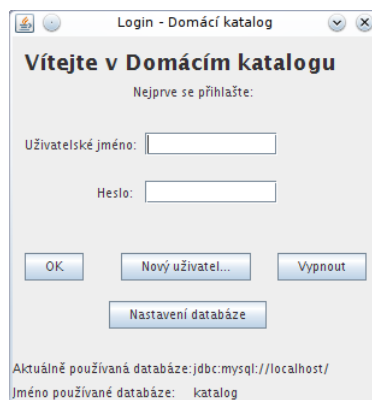 Login - Domácí katalog
Vítejte v Domácím katalogu
Nejprve se přihlašte:
Uživatelské jméno:
Heslo:
OK Nový uživatel... Vypnout
Nastavení databáze
Aktuálně používaná databáze: jdbc:mysql://localhost/
Jméno používané databáze: katalog